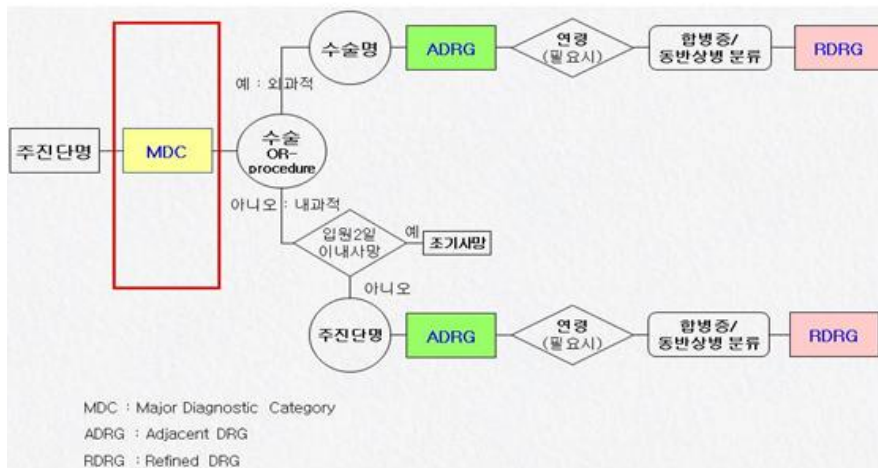 수술명
ADRG
연령
(필요시)
합병증/
동반상병 분류
RDRG
예 : 외과적
주진단명
MDC
수술
OR-
procedure
아니오 : 내과적
입원2일
이내사망
예
조기사망
아니오
주진단명
ADRG
연령
(필요시)
합병증/
동반상병 분류
RDRG
MDC : Major Diagnostic Category
ADRG : Adjacent DRG
RDRG : Refined DRG